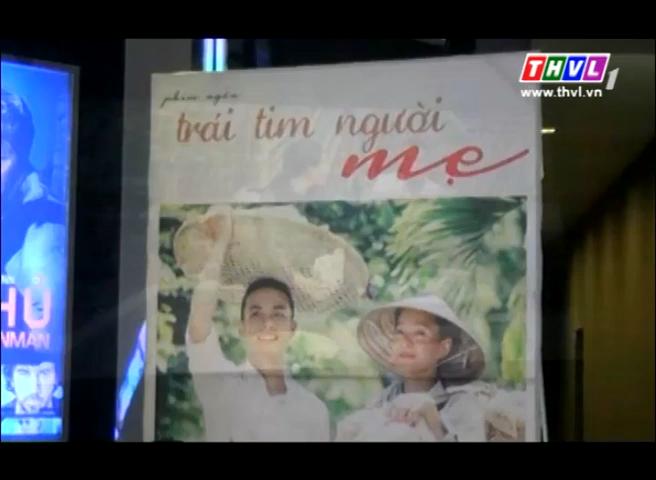 THVL1
www.thvl.vn
phim ngắn
trái tim người
mẹ
HỦ
NMAN